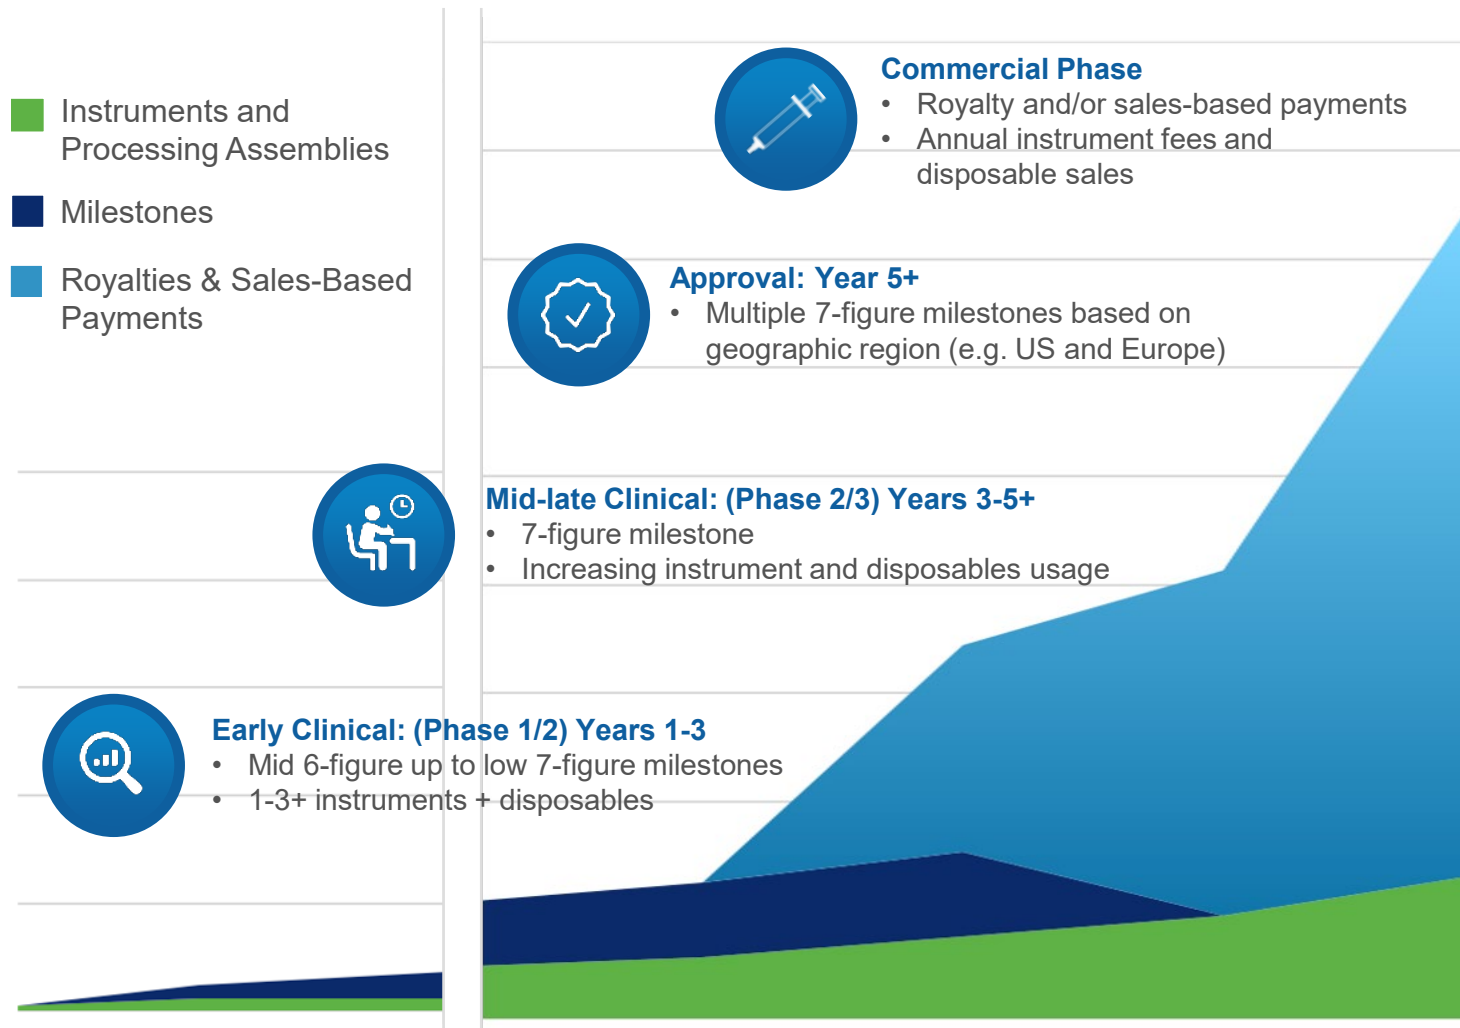 Instruments and
Processing Assemblies
Milestones
Royalties & Sales-Based
Payments
Commercial Phase
• Royalty and/or sales-based payments
• Annual instrument fees and
disposable sales
Approval: Year 5+
• Multiple 7-figure milestones based on
geographic region (e.g. US and Europe)
Mid-late Clinical: (Phase 2/3) Years 3-5+
• 7-figure milestone
• Increasing instrument and disposables usage
Early Clinical: (Phase 1/2) Years 1-3
• Mid 6-figure up to low 7-figure milestones
• 1-3+ instruments + disposables